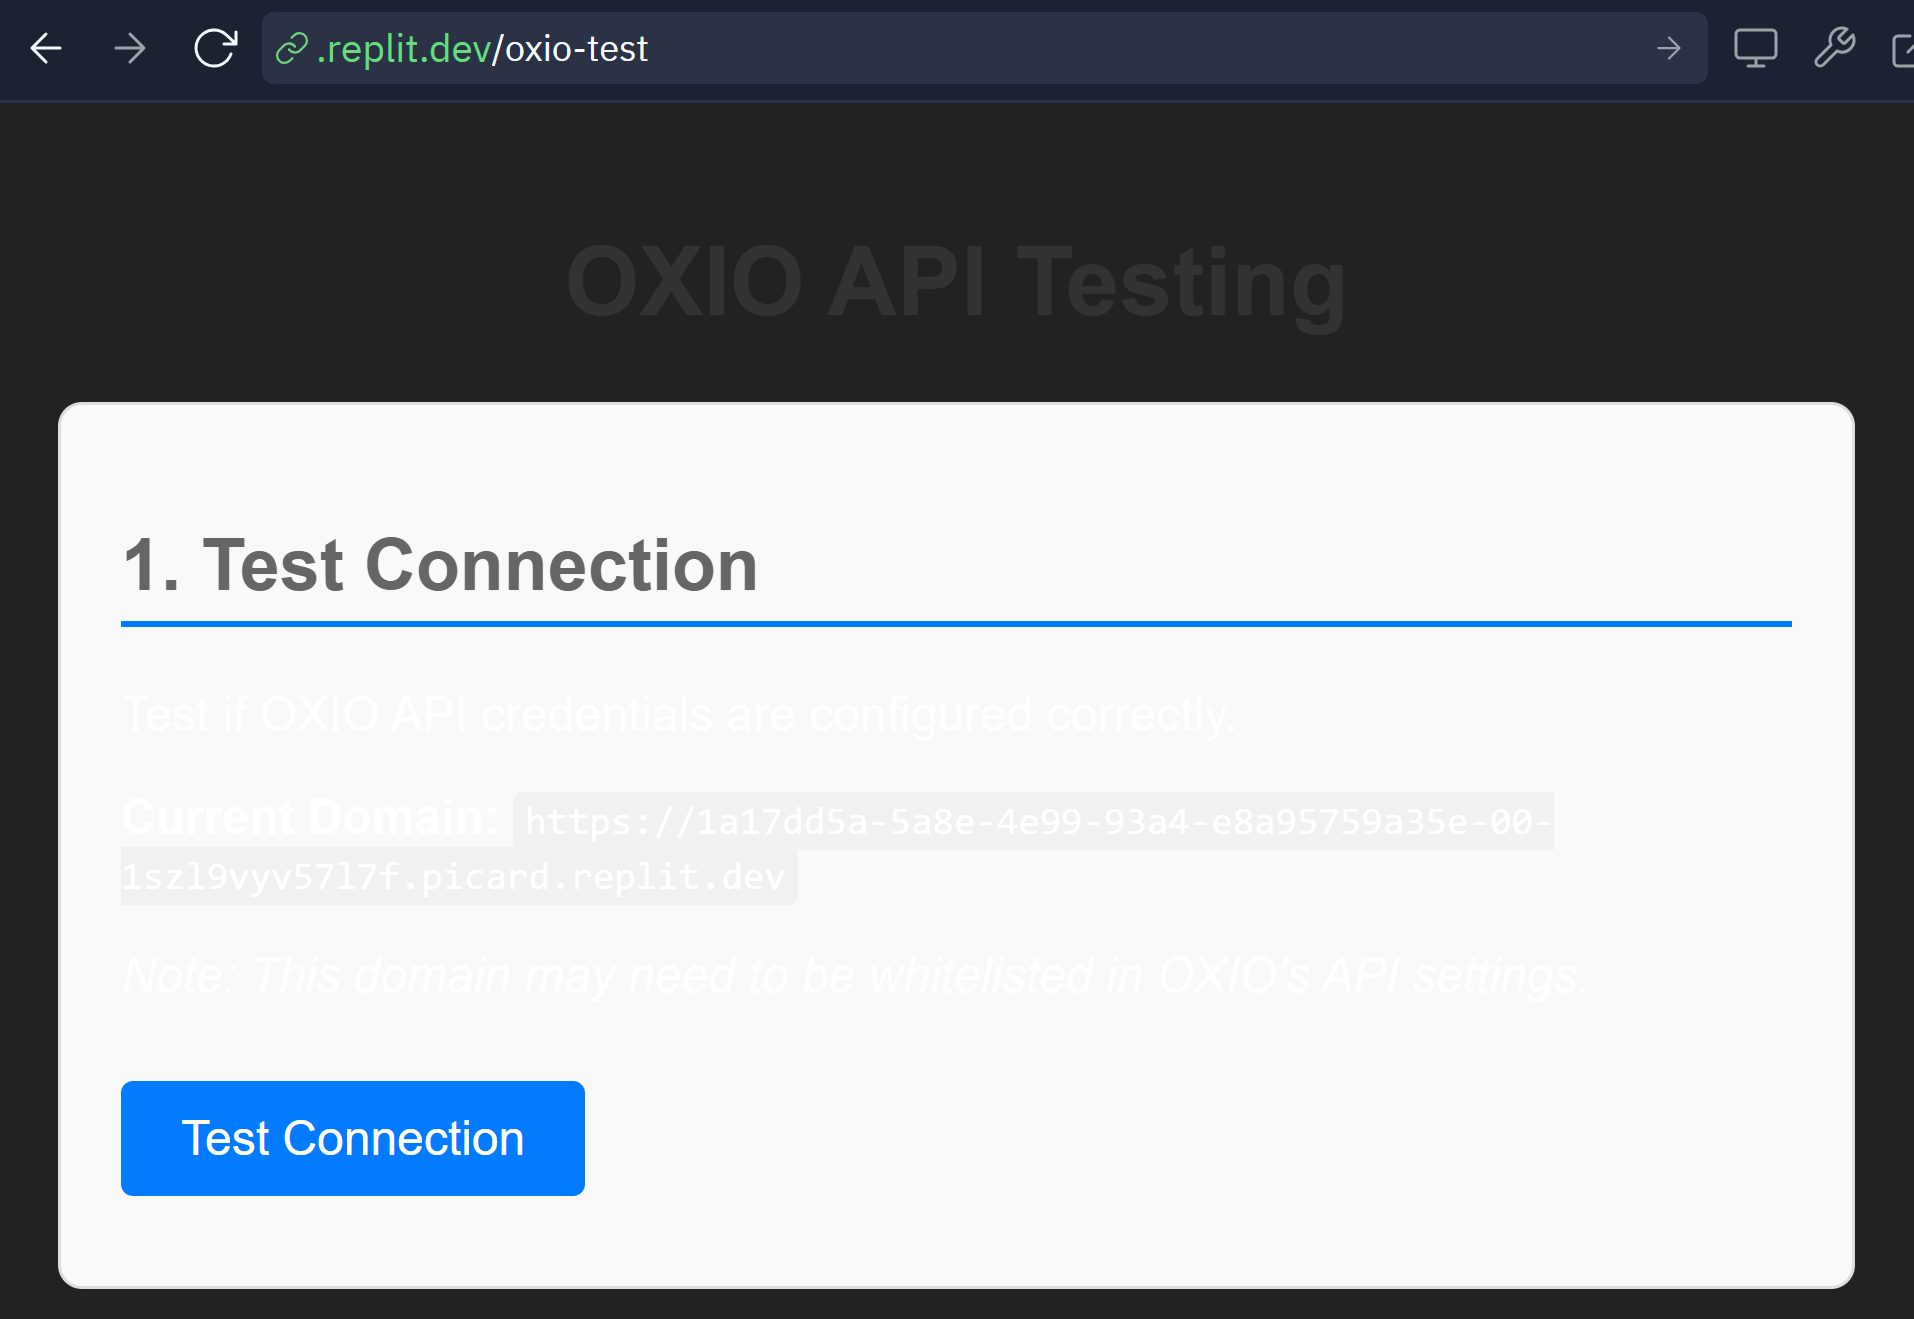 .replit.dev/oxio-test
OXIO API Testing
1. Test Connection
Test if OXIO API credentials are configured correctly.
Current Domain: https://1a17dd5a-5a8e-4e99-93a4-e8a95759a35e-00-
1szl9vyv57l7f.picard.replit.dev
Note: This domain may need to be whitelisted in OXIO's API settings.
Test Connection